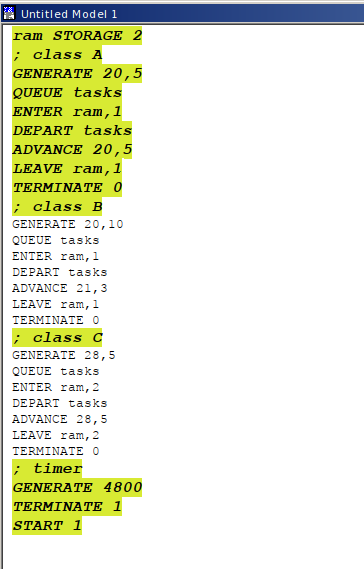 Untitled Model 1
ram STORAGE 2
; class A
GENERATE 20,5
QUEUE tasks
ENTER ram,1
DEPART tasks
ADVANCE 20,5
LEAVE ram,1
TERMINATE 0
; class B
GENERATE 20,10
QUEUE tasks
ENTER ram,1
DEPART tasks
ADVANCE 21,3
LEAVE ram,1
TERMINATE 0
; class C
GENERATE 28,5
QUEUE tasks
ENTER ram,2
DEPART tasks
ADVANCE 28,5
LEAVE ram,2
TERMINATE 0
; timer
GENERATE 4800
TERMINATE 1
START 1